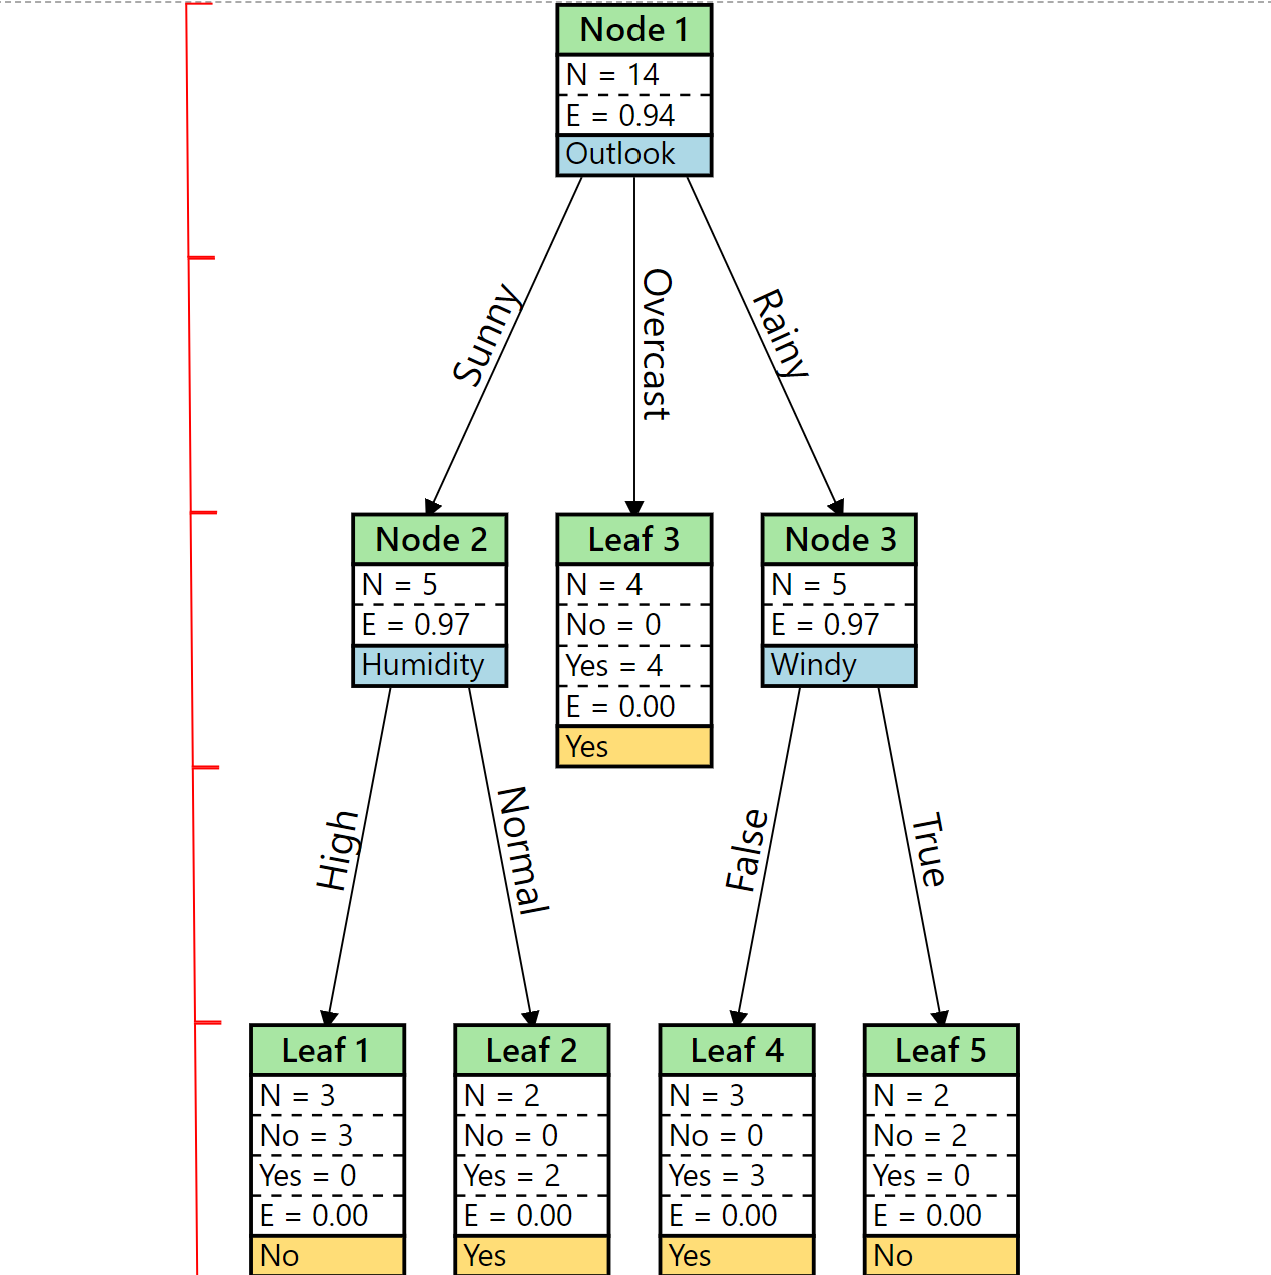 Node 1
N = 14
E = 0.94
Outlook
Sunny
Overcast
Rainy
Node 2
N = 5
E = 0.97
Humidity
Leaf 3
N = 4
No = 0
Yes = 4
E = 0.00
Yes
Node 3
N = 5
E = 0.97
Windy
High
Normal
False
True
Leaf 1
N = 3
No = 3
Yes = 0
E = 0.00
No
Leaf 2
N = 2
No = 0
Yes = 2
E = 0.00
Yes
Leaf 4
N = 3
No = 0
Yes = 3
E = 0.00
Yes
Leaf 5
N = 2
No = 2
Yes = 0
E = 0.00
No